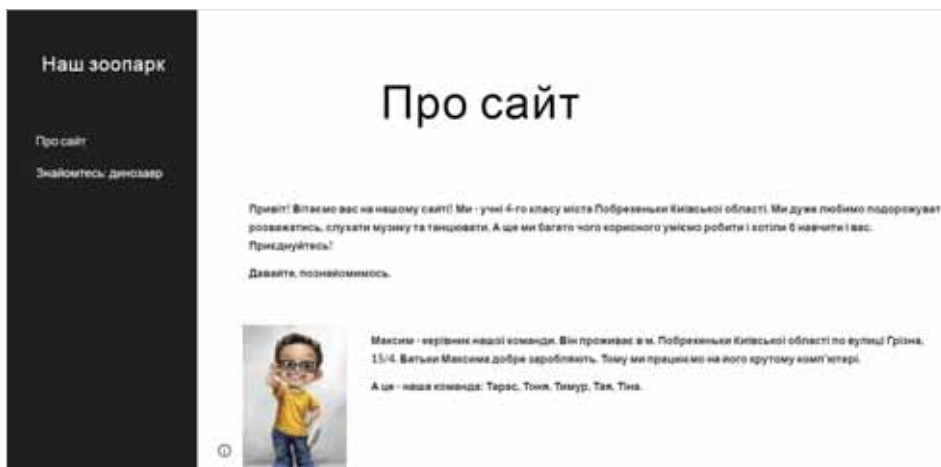 Наш зоопарк
Про сайт
Знайомтесь: динозавр
Про сайт
Привіт! Вітаємо вас на нашому сайті! Ми - учні 4-го класу міста Побрехеньки Київської області. Ми дуже любимо подорожуват
розважатись, слухати музику та танцювати. А ще ми багато чого корисного уміємо робити і хотіли б навчити і вас.
Приєднуйтесь!
Давайте, познайомимось.
Максим - керівник нашої команди. Він проживає в м. Побрехеньки Київської області по вулиці Грізна,
15/4. Батьки Максима добре заробляють. Тому ми працюємо на його крутому комп'ютері.
А це - наша команда: Тарас, Тоня, Тимур, Тая, Тіна.